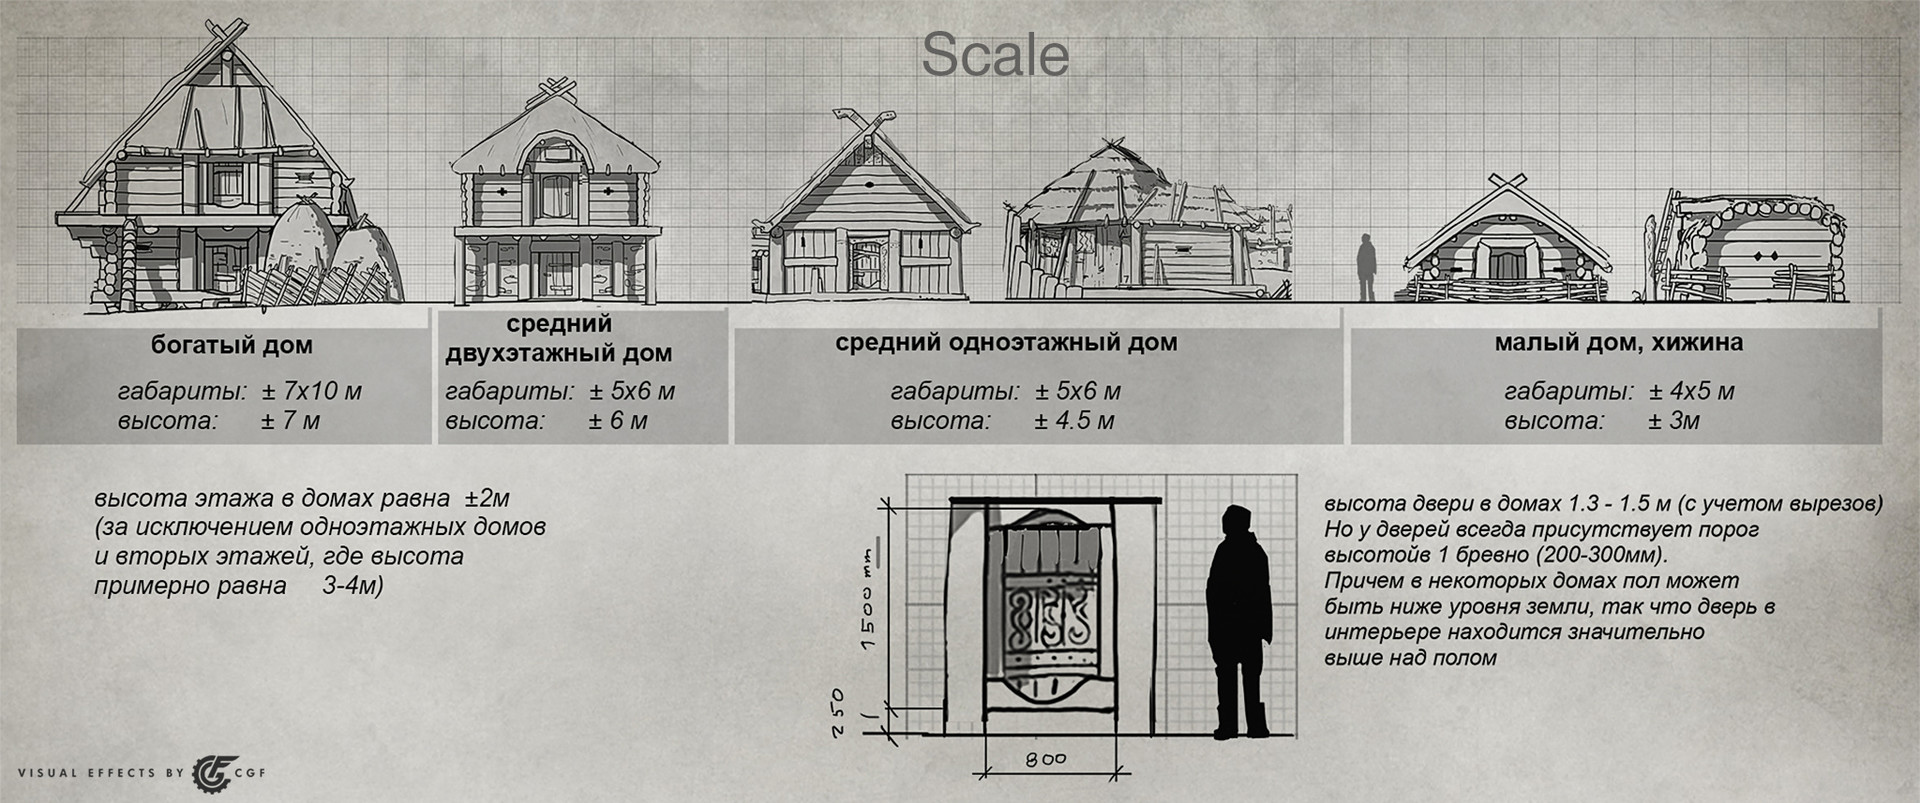 Scale
богатый дом
габариты: ± 7х10 м
высота: ± 7 м
средний
двухэтажный дом
габариты: ± 5х6 м
высота: ± 6 м
средний одноэтажный дом
габариты: ± 5х6 м
высота: ± 4.5 м
малый дом, хижина
габариты: ± 4х5 м
высота: ± 3м
высота этажа в домах равна ±2м
(за исключением одноэтажных домов
и вторых этажей, где высота
примерно равна 3-4м)
1500 mm
250
800
высота двери в домах 1.3 - 1.5 м (с учетом вырезов)
Но у дверей всегда присутствует порог
высотойв 1 бревно (200-300мм).
Причем в некоторых домах пол может
быть ниже уровня земли, так что дверь в
интерьере находится значительно
выше над полом
VISUAL EFFECTS BY CGF